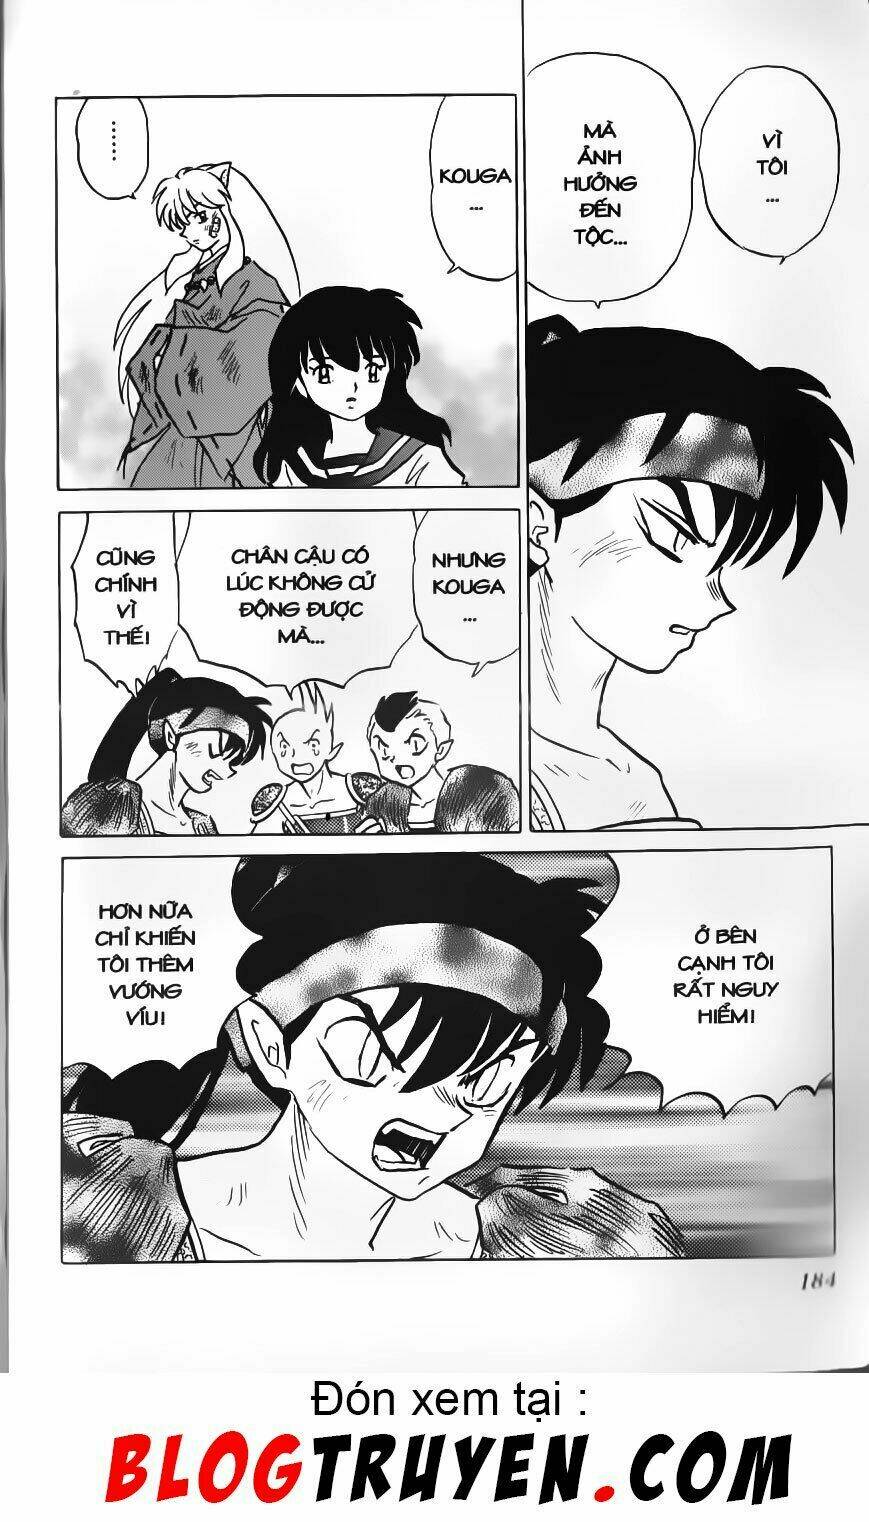 VÌ
TÔI
...
MÀ
ẢNH
HƯỞNG
ĐẾN
TỘC...
KOUGA
...
......
NHƯNG
KOUGA
...
CHÂN CẬU CÓ
LÚC KHÔNG CỬ
ĐỘNG ĐƯỢC
MÀ...
CŨNG
CHÍNH
VÌ
THẾ!
Ở BÊN
CẠNH TÔI
RẤT NGUY
HIỂM!
HƠN NỮA
CHỈ KHIẾN
TÔI THÊM
VƯỚNG
VÍU!
184
Đón xem tại :
BLOGTRUYEN.COM